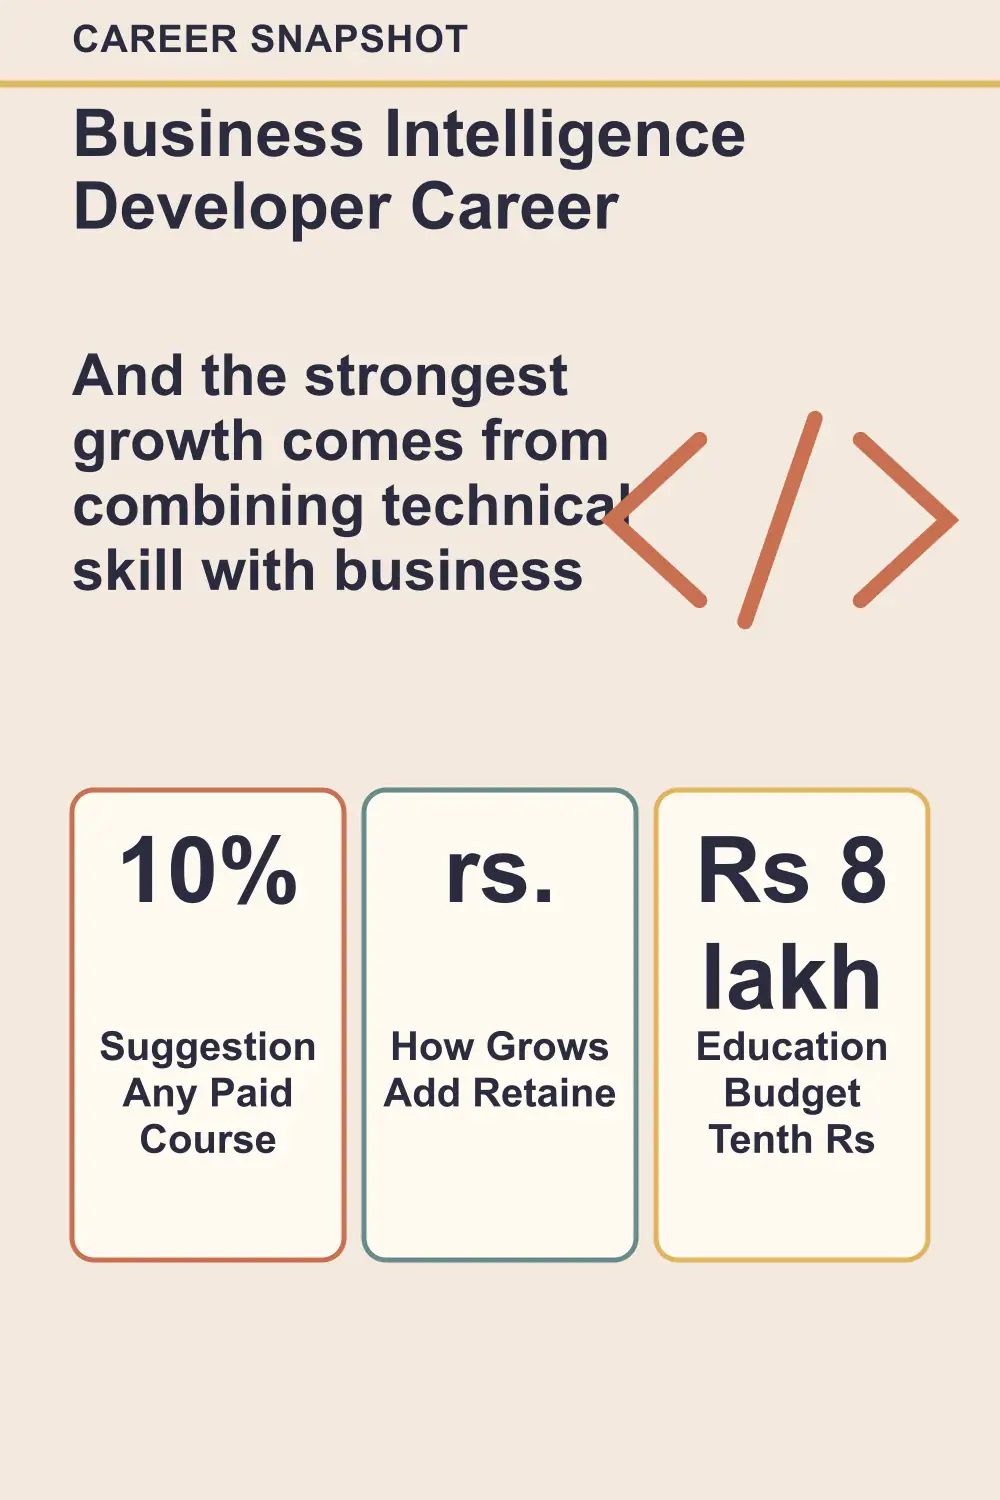 CAREER SNAPSHOT
Business Intelligence
Developer Career
And the strongest
growth comes from
combining technical
skill with business
10%
Suggestion
Any Paid
Course
rs.
How Grows
Add Retaine
Rs 8
lakh
Education
Budget
Tenth Rs